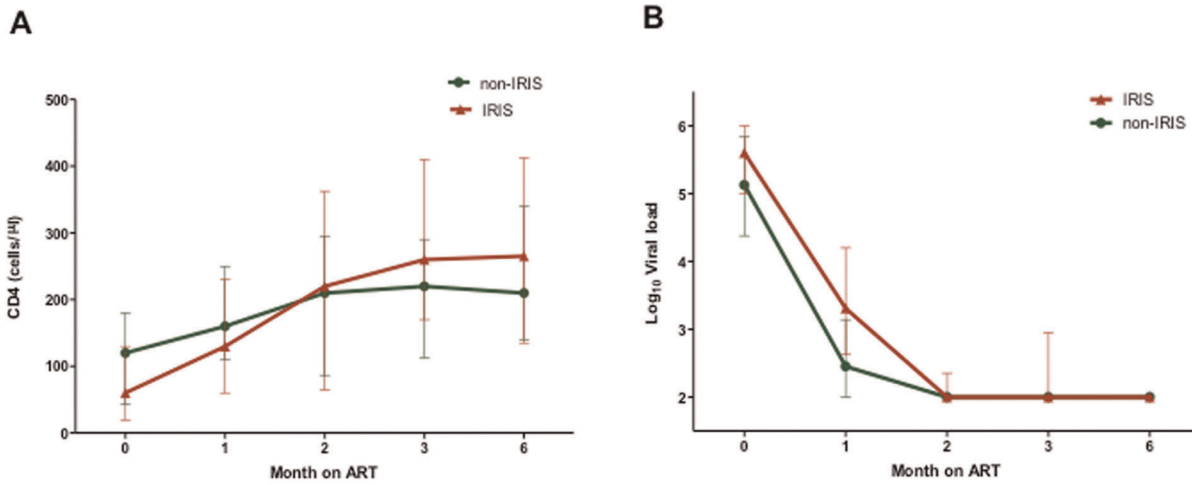 A
non-IRIS
IRIS
500
400
300
200
100
0
CD4 (cells/µl)
0 1 2 3 6
Month on ART
B
IRIS
non-IRIS
6
5
4
3
2
Log₁₀ Viral load
0 1 2 3 6
Month on ART